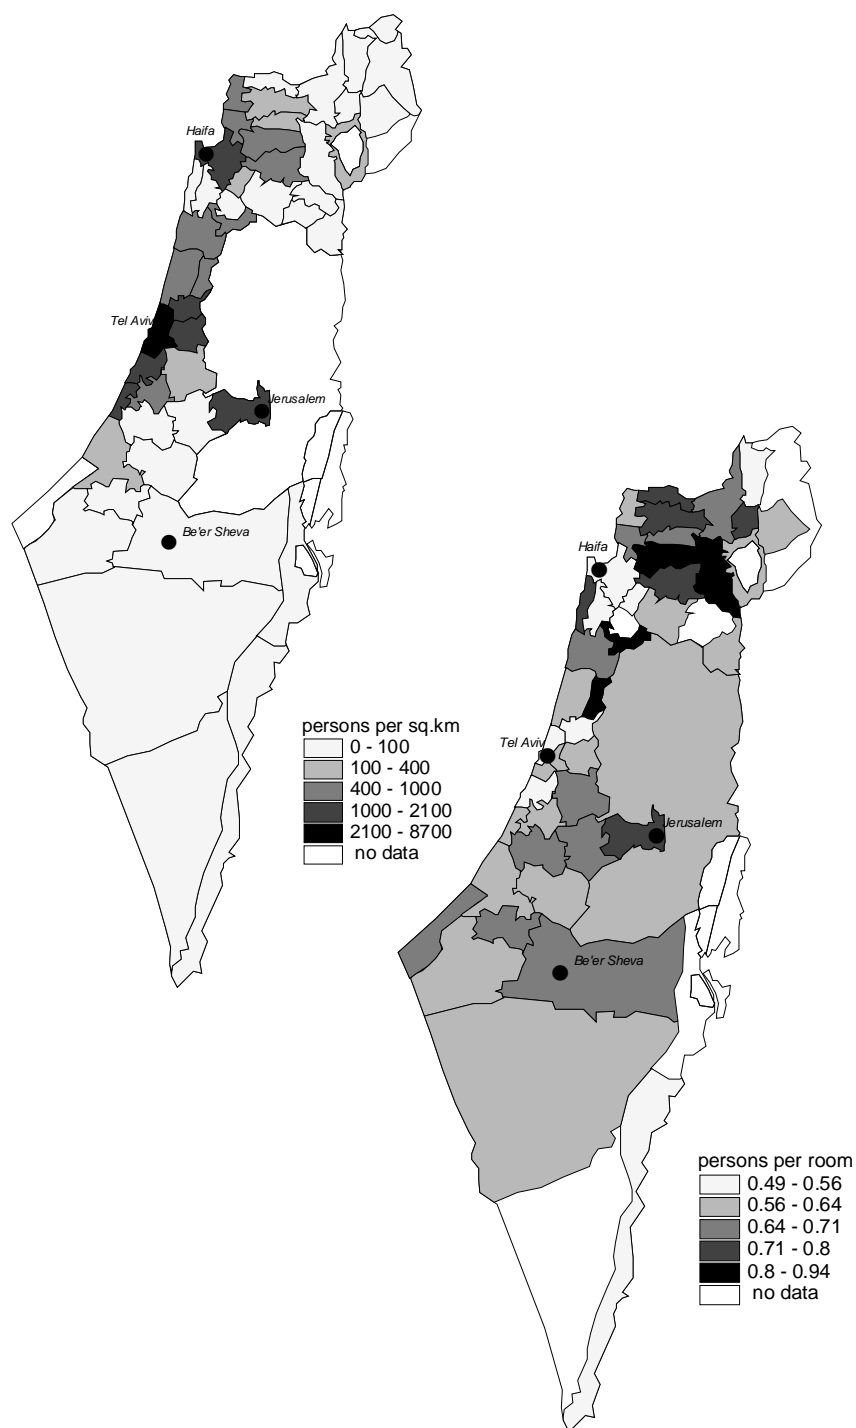 Haifa
Tel Aviv
Jerusalem
Be'er Sheva
persons per sq.km
0 - 100
100 - 400
400 - 1000
1000 - 2100
2100 - 8700
no data
Haifa
Tel Aviv
Jerusalem
Be'er Sheva
persons per room
0.49 - 0.56
0.56 - 0.64
0.64 - 0.71
0.71 - 0.8
0.8 - 0.94
no data